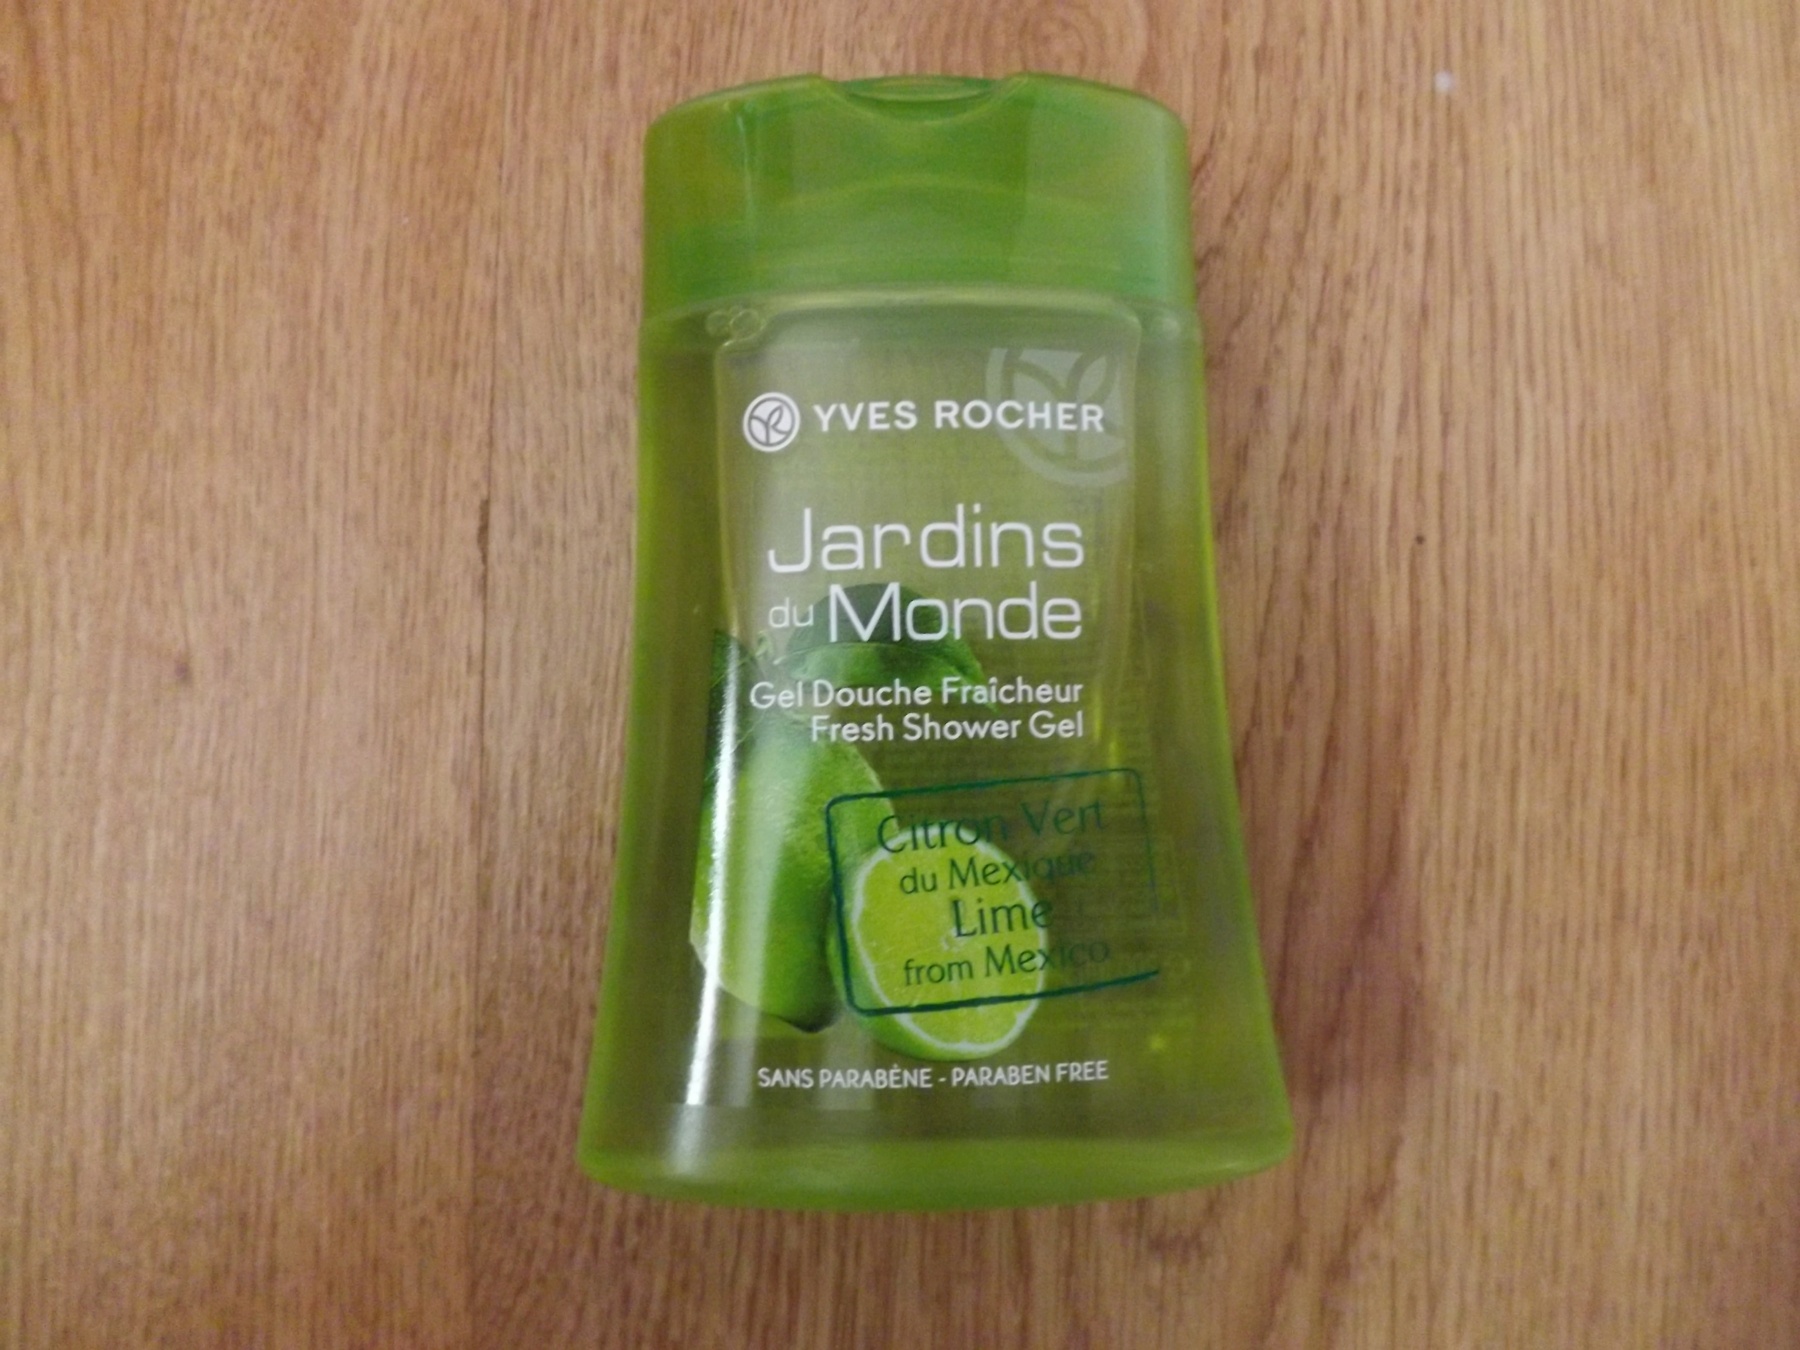 YVES ROCHER
Jardins
du Monde
Gel Douche Fraîcheur
Fresh Shower Gel
Citron Vert
du Mexique
Lime
from Mexico
SANS PARABÈNE - PARABEN FREE